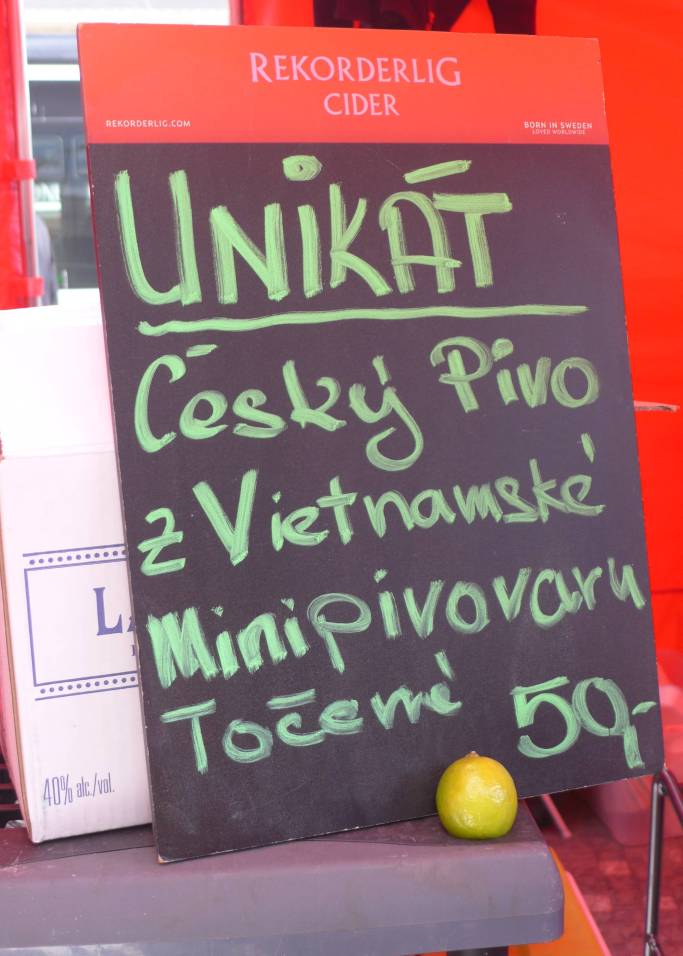 REKORDERLIG
CIDER
REKORDERLIG.COM
BORN IN SWEDEN
LOVED WORLDWIDE
UNIKÁT
Český Pivo
z Vietnamské
Minipivovaru
Točené 50,-
40% alc./vol.